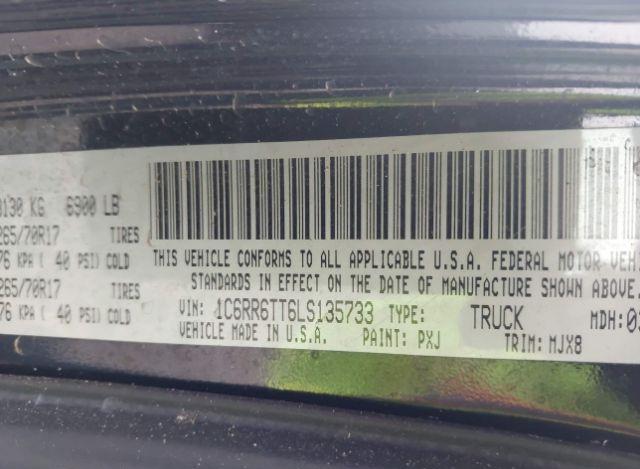 130 KG 6900 LB
265/70R17 TIRES
76 KPA ( 40 PSI) COLD
265/70R17 TIRES
76 KPA ( 40 PSI) COLD
THIS VEHICLE CONFORMS TO ALL APPLICABLE U.S.A. FEDERAL MOTOR VEHI
STANDARDS IN EFFECT ON THE DATE OF MANUFACTURE SHOWN ABOVE.
VIN: 1C6RR6TT6LS135733 TYPE: TRUCK MDH:
VEHICLE MADE IN U.S.A. PAINT: PXJ TRIM: MJX8